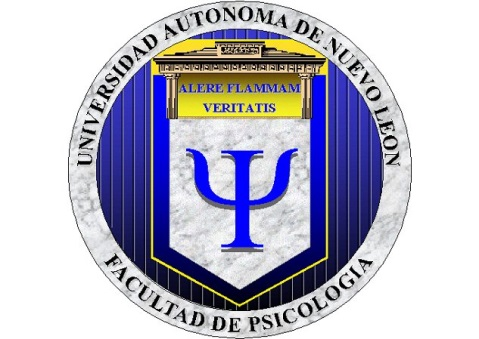 UNIVERSIDAD AUTONOMA DE NUEVO LEON
ALERE FLAMMAM
VERITATIS
Ψ
FACULTAD DE PSICOLOGIA